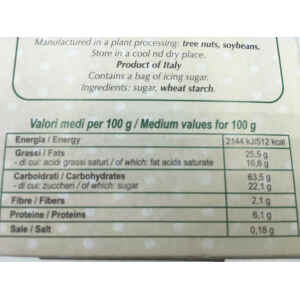 Manufactured in a plant processing: tree nuts, soybeans.
Store in a cool nd dry place.
Product of Italy
Contains a bag of icing sugar.
Ingredients: sugar, wheat starch.
Valori medi per 100 g / Medium values for 100 g
Energia / Energy 2144 kJ/512 kcal
Grassi / Fats 25,5 g
- di cui: acidi grassi saturi / of which: fat acids saturate 16,6 g
Carboidrati / Carbohydrates 63,5 g
- di cui: zuccheri / of which: sugar 22,1 g
Fibre / Fibers 2,1 g
Proteine / Proteins 6,1 g
Sale / Salt 0,18 g